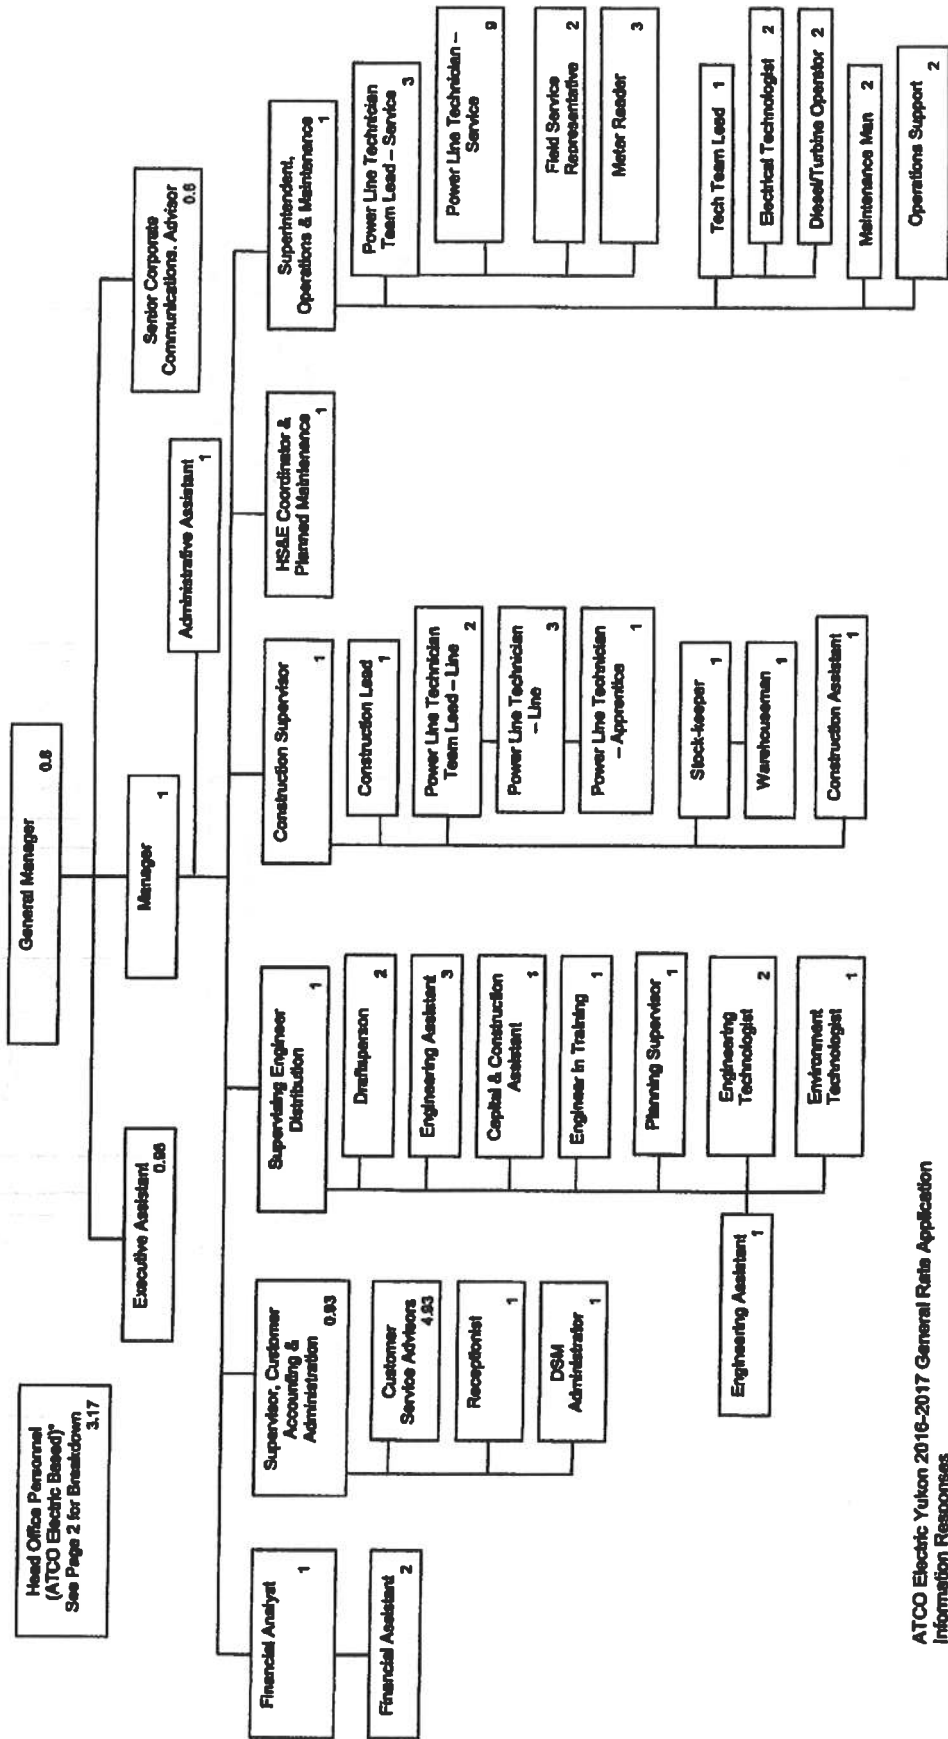 Head Office Personnel
(ATCO Electric Based)*
See Page 2 for Breakdown
3.17
General Manager
0.8
Executive Assistant
0.96
Manager
1
Senior Corporate
Communications. Advisor
0.6
Administrative Assistant
1
Financial Analyst
1
Financial Assistant
2
Supervisor, Customer
Accounting &
Administration
0.93
Customer
Service Advisors
4.93
Receptionist
1
DSM
Administrator
1
Supervising Engineer
Distribution
1
Draftsperson
2
Engineering Assistant
3
Capital & Construction
Assistant
1
Engineer in Training
1
Planning Supervisor
1
Engineering
Technologist
2
Engineering Assistant
1
Environment
Technologist
1
Construction Supervisor
1
Construction Lead
1
Power Line Technician
Team Lead – Line
2
Power Line Technician
– Line
3
Power Line Technician
– Apprentice
1
Stock-keeper
1
Warehouseman
1
Construction Assistant
1
HS&E Coordinator &
Planned Maintenance
1
Superintendent,
Operations & Maintenance
1
Power Line Technician
Team Lead – Service
3
Power Line Technician –
Service
9
Field Service
Representative
2
Meter Reader
3
Tech Team Lead 1
Electrical Technologist 2
Diesel/Turbine Operator 2
Maintenance Man 2
Operations Support
2
ATCO Electric Yukon 2016-2017 General Rate Application
Information Responses